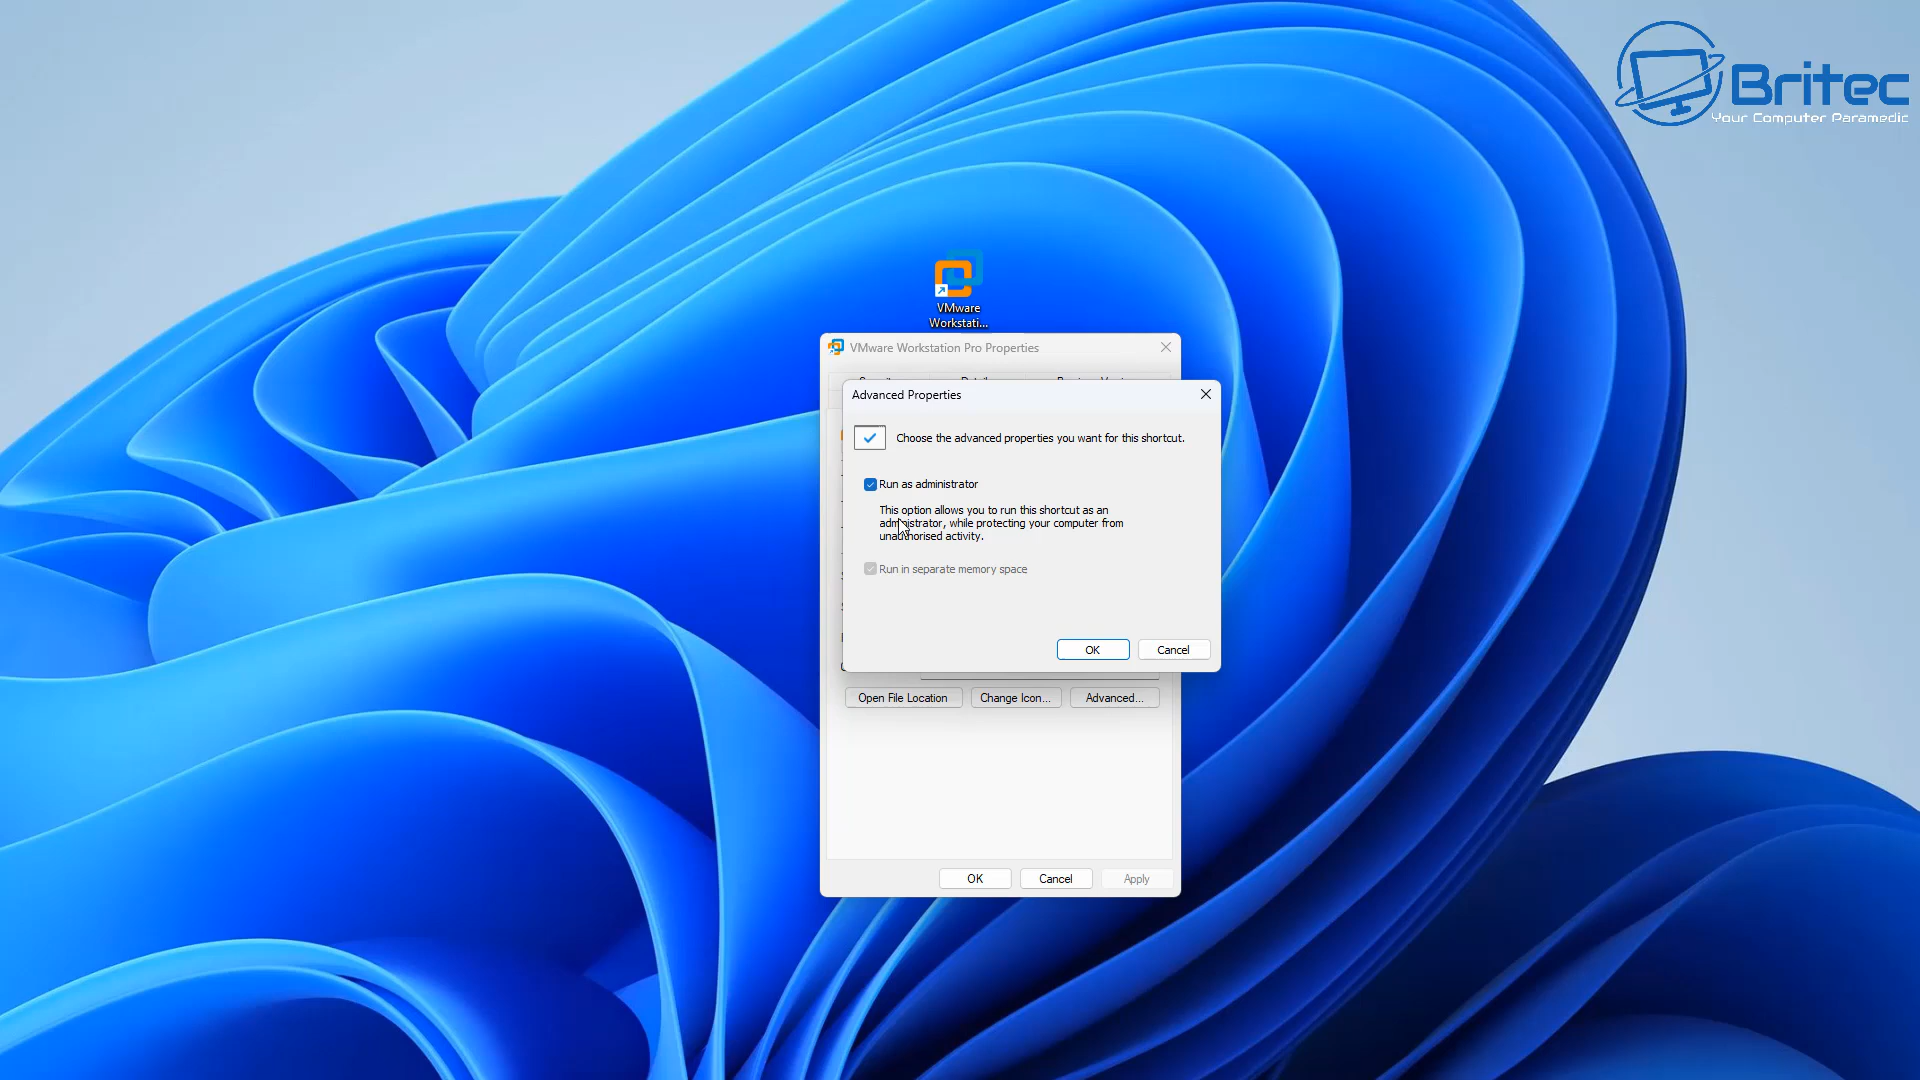 Britec
Your Computer Paramedic
VMware
Workstati...
VMware Workstation Pro Properties
Advanced Properties
Choose the advanced properties you want for this shortcut.
Run as administrator
This option allows you to run this shortcut as an
administrator, while protecting your computer from
unauthorised activity.
Run in separate memory space
OK Cancel
Open File Location Change Icon... Advanced...
OK Cancel Apply